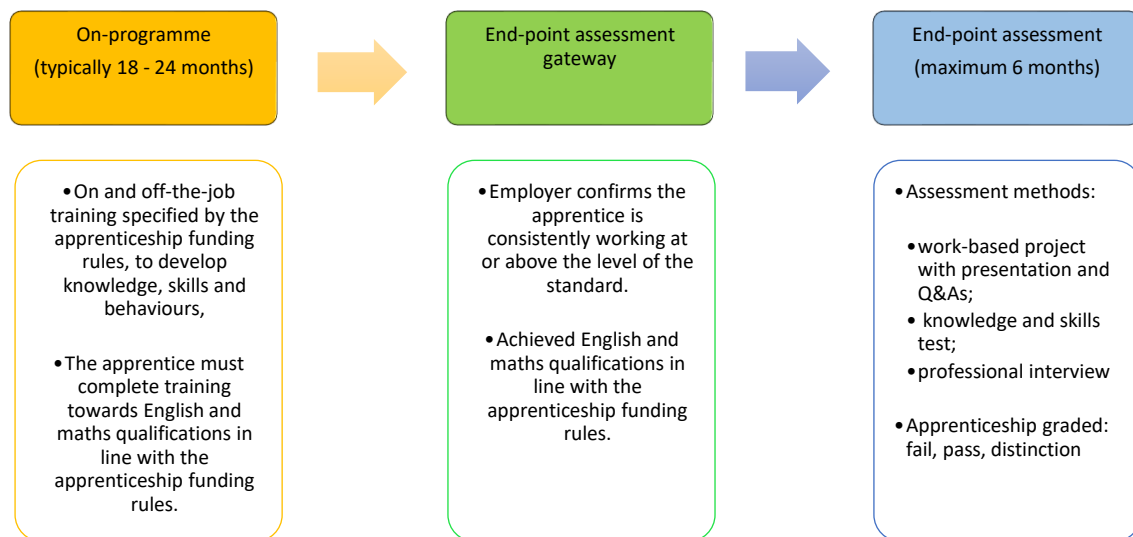 On-programme
(typically 18 - 24 months)
End-point assessment
gateway
End-point assessment
(maximum 6 months)
•On and off-the-job
training specified by the
apprenticeship funding
rules, to develop
knowledge, skills and
behaviours,
•The apprentice must
complete training
towards English and
maths qualifications in
line with the
apprenticeship funding
rules.
•Employer confirms the
apprentice is
consistently working at
or above the level of the
standard.
•Achieved English and
maths qualifications in
line with the
apprenticeship funding
rules.
•Assessment methods:
•work-based project
with presentation and
Q&As;
• knowledge and skills
test;
•professional interview
•Apprenticeship graded:
fail, pass, distinction